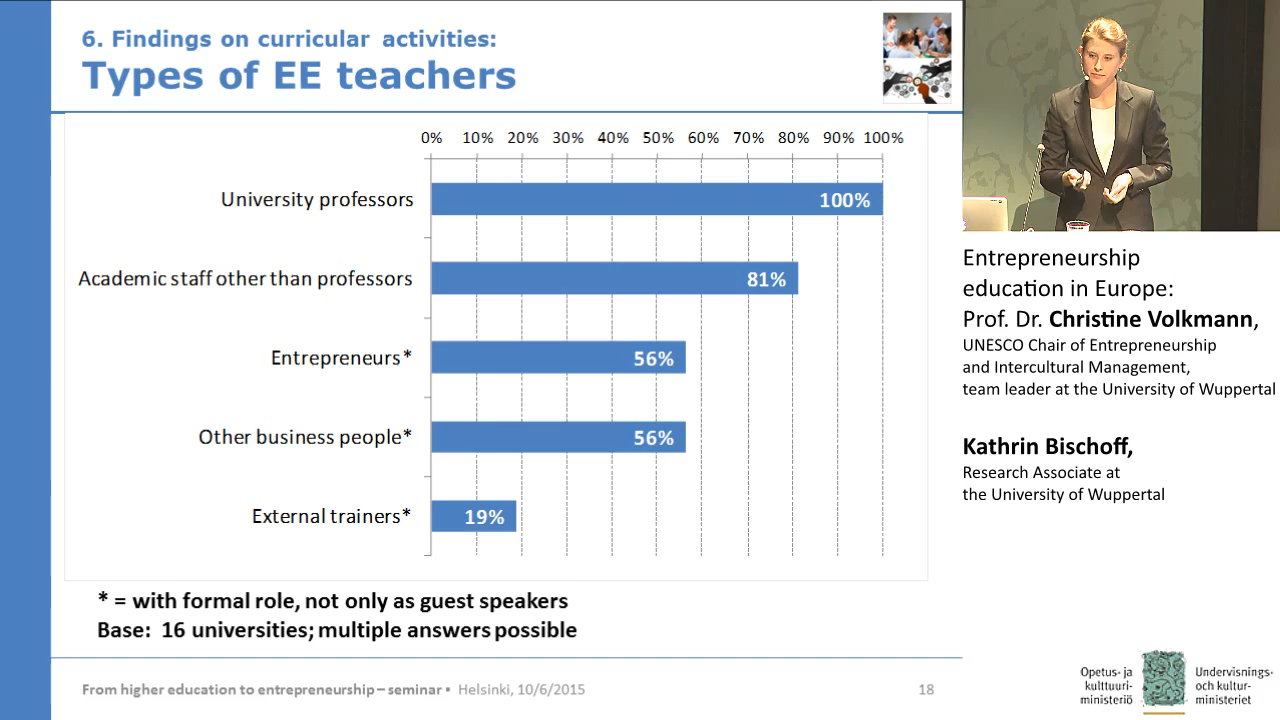 6. Findings on curricular activities:
Types of EE teachers
0% 10% 20% 30% 40% 50% 60% 70% 80% 90% 100%
University professors 100%
Academic staff other than professors 81%
Entrepreneurs* 56%
Other business people* 56%
External trainers* 19%
* = with formal role, not only as guest speakers
Base: 16 universities; multiple answers possible
From higher education to entrepreneurship – seminar • Helsinki, 10/6/2015 18
Entrepreneurship
education in Europe:
Prof. Dr. Christine Volkmann,
UNESCO Chair of Entrepreneurship
and Intercultural Management,
team leader at the University of Wuppertal
Kathrin Bischoff,
Research Associate at
the University of Wuppertal
Opetus- ja
kulttuuri-
ministeriö
Undervisnings-
och kultur-
ministeriet